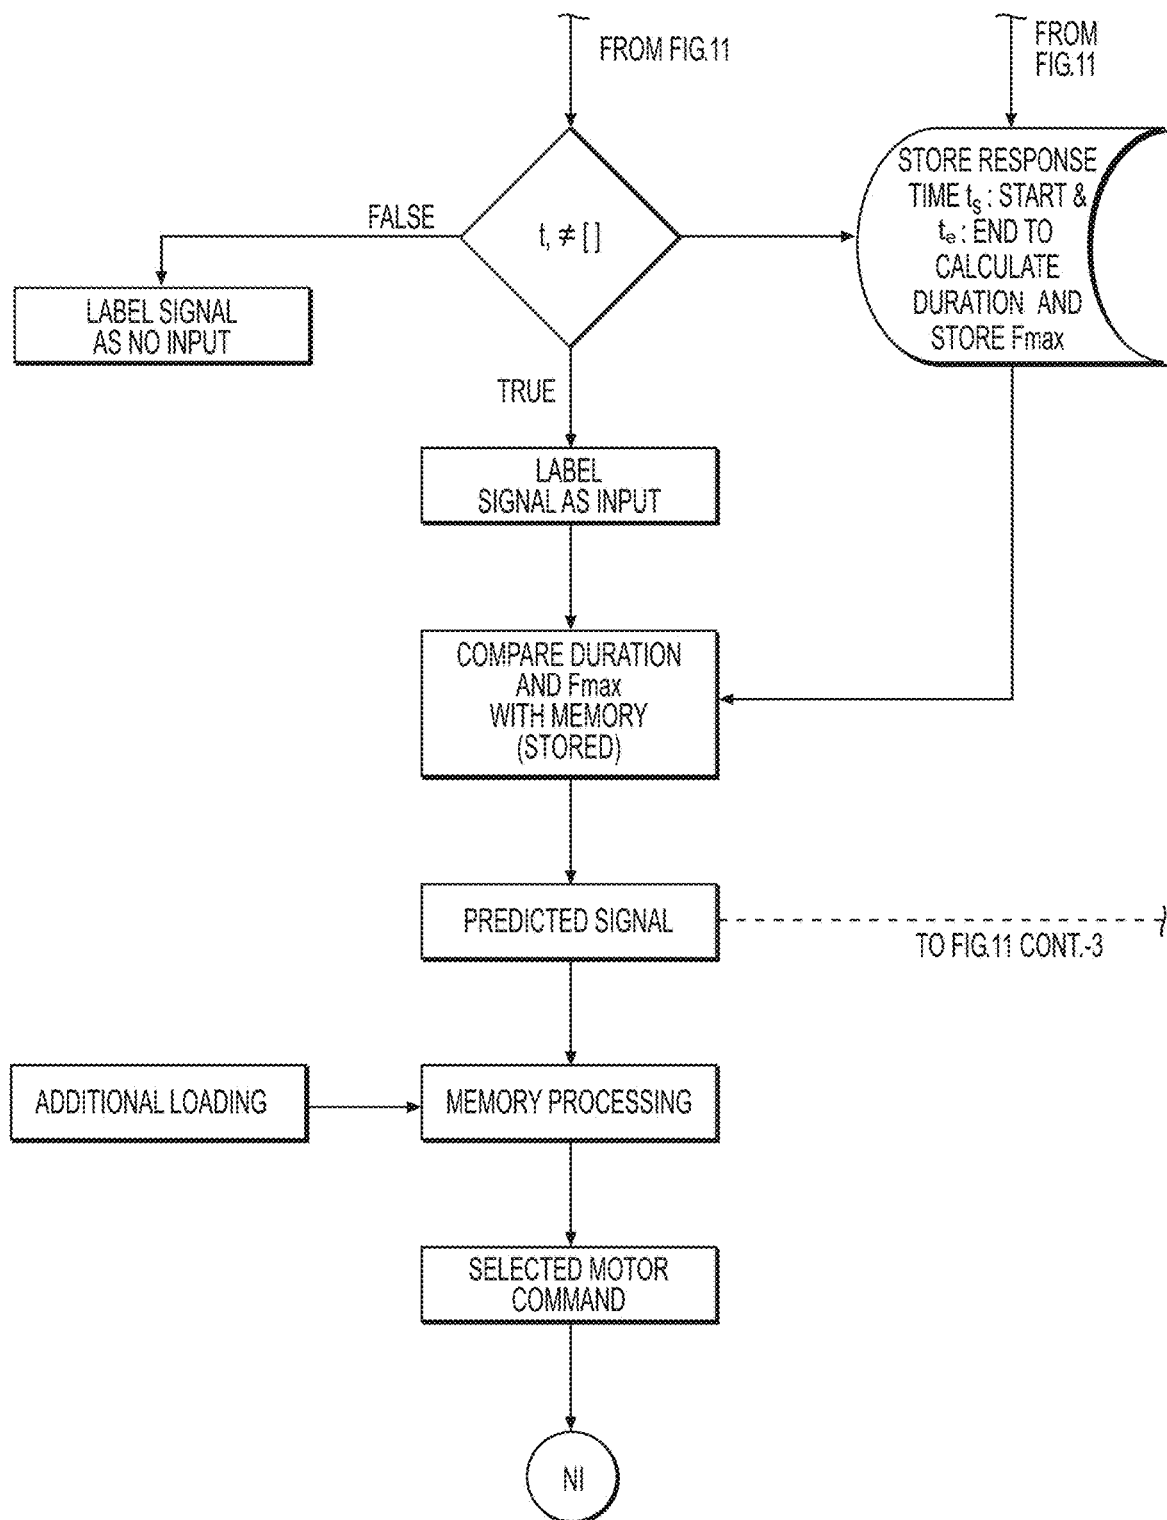 FROM FIG.11
FROM
FIG.11
FALSE
t, ≠ [ ]
STORE RESPONSE
TIME ts : START &
te : END TO
CALCULATE
DURATION AND
STORE Fmax
LABEL SIGNAL
AS NO INPUT
TRUE
LABEL
SIGNAL AS INPUT
COMPARE DURATION
AND Fmax
WITH MEMORY
(STORED)
PREDICTED SIGNAL
TO FIG.11 CONT.-3
ADDITIONAL LOADING
MEMORY PROCESSING
SELECTED MOTOR
COMMAND
NI